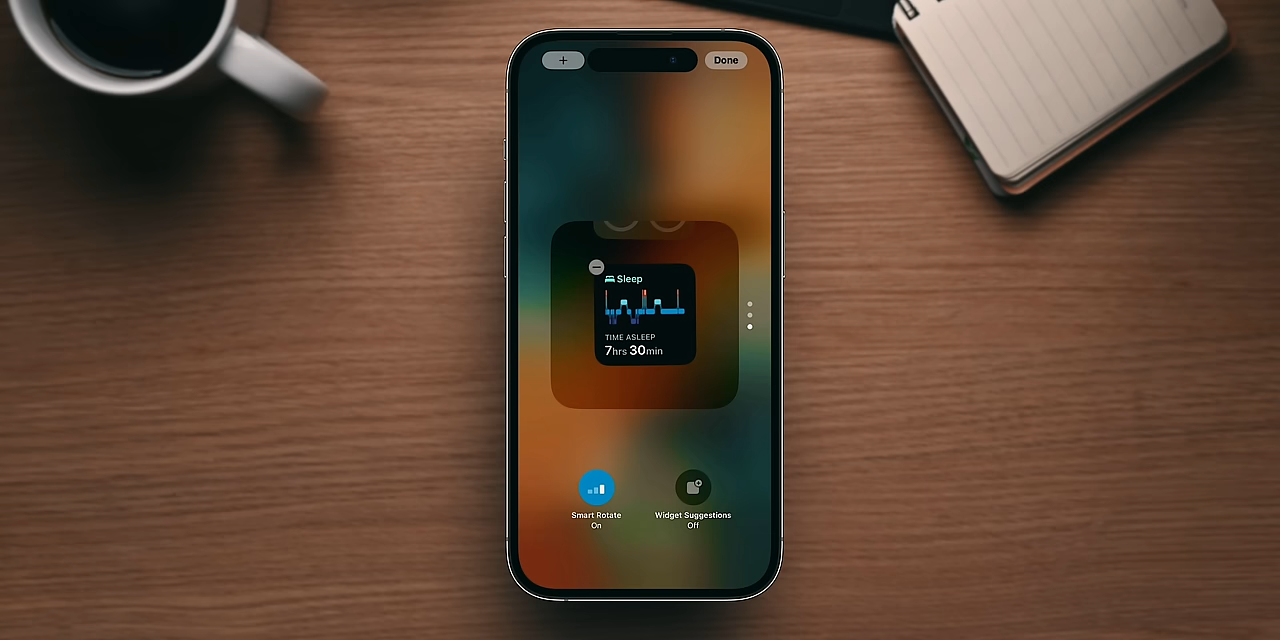 +
Done
Sleep
TIME ASLEEP
7hrs 30min
Smart Rotate
On
Widget Suggestions
Off